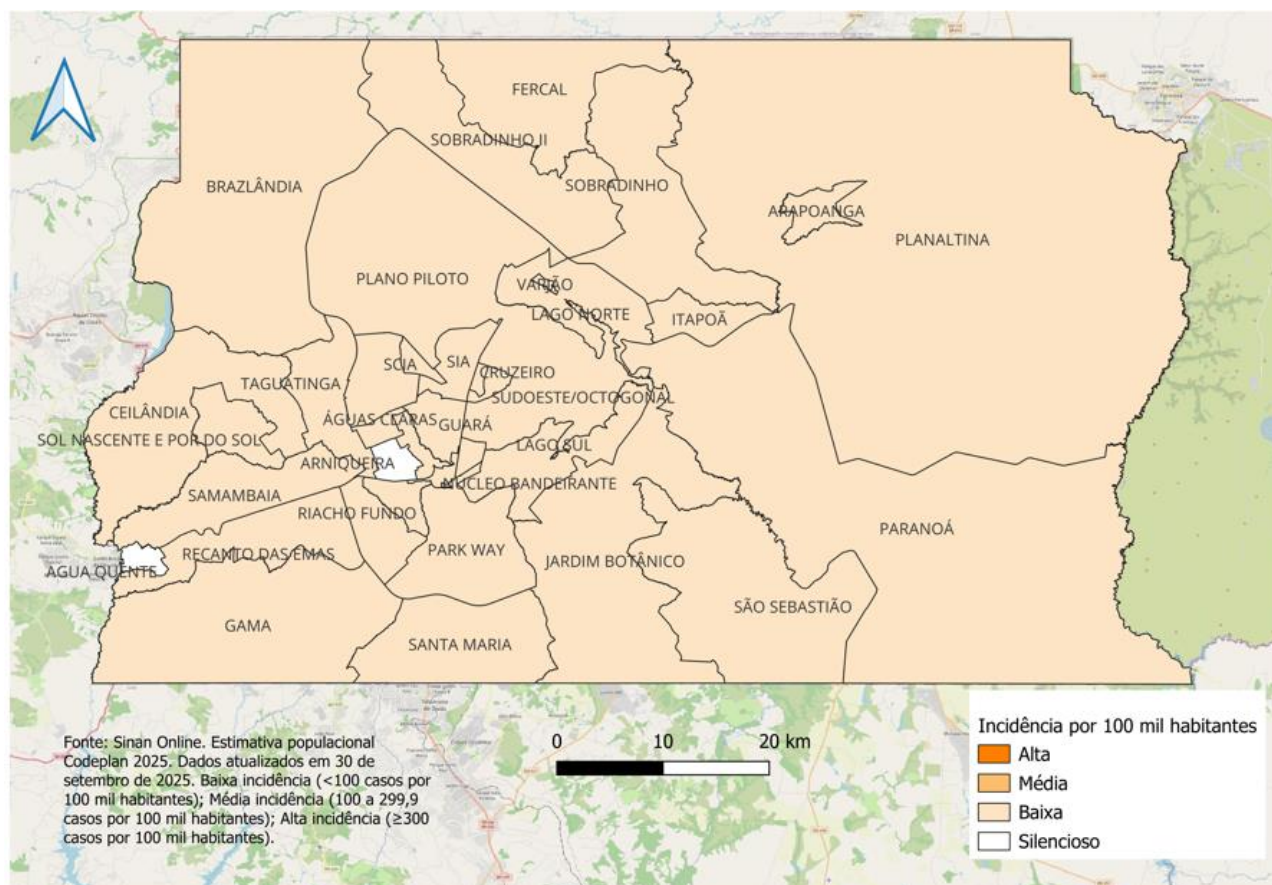 FERCAL
SOBRADINHO II
BRAZLÂNDIA
SOBRADINHO
ARAPOANGA
PLANALTINA
PLANO PILOTO
VARJÃO
LAGO NORTE
ITAPOÃ
SCIA
SIA
CRUZEIRO
TAGUATINGA
SUDOESTE/OCTOGONAL
CEILÂNDIA
ÁGUAS CLARAS
GUARÁ
SOL NASCENTE E POR DO SOL
LAGO SUL
ARNIQUEIRA
NÚCLEO BANDEIRANTE
SAMAMBAIA
RIACHO FUNDO
PARANOÁ
RECANTO DAS EMAS
PARK WAY
JARDIM BOTÂNICO
ÁGUA QUENTE
SÃO SEBASTIÃO
GAMA
SANTA MARIA
Fonte: Sinan Online. Estimativa populacional
Codeplan 2025. Dados atualizados em 30 de
setembro de 2025. Baixa incidência (<100 casos por
100 mil habitantes); Média incidência (100 a 299,9
casos por 100 mil habitantes); Alta incidência (≥300
casos por 100 mil habitantes).
0 10 20 km
Incidência por 100 mil habitantes
Alta
Média
Baixa
Silencioso